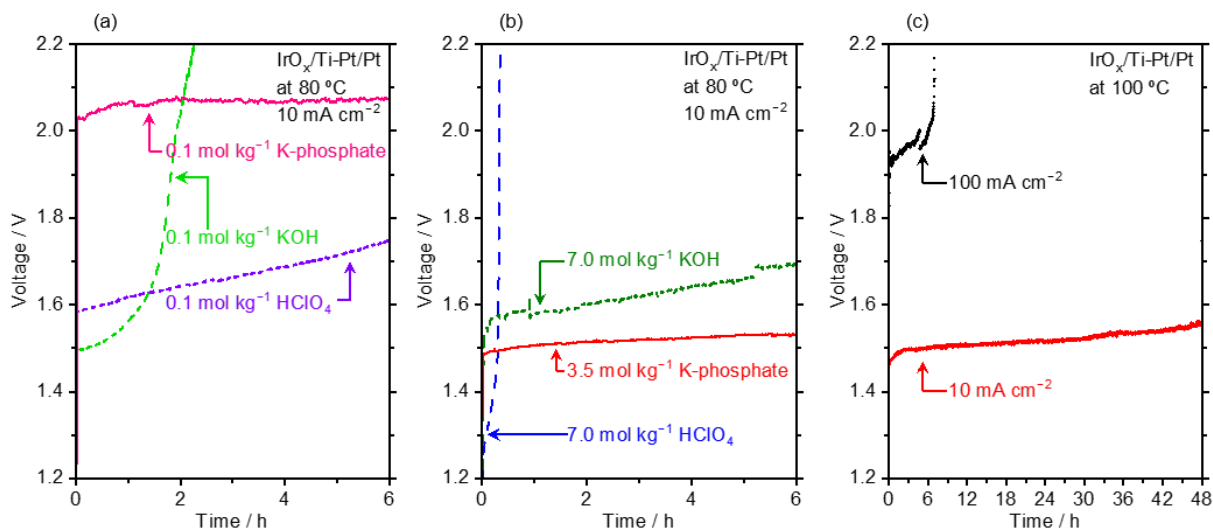 (a)
2.2
2.0
1.8
1.6
1.4
1.2
Voltage / V
IrOₓ/Ti-Pt/Pt
at 80 ºC
10 mA cm⁻²
0.1 mol kg⁻¹ K-phosphate
0.1 mol kg⁻¹ KOH
0.1 mol kg⁻¹ HClO₄
0 2 4 6
Time / h
(b)
2.2
2.0
1.8
1.6
1.4
1.2
Voltage / V
IrOₓ/Ti-Pt/Pt
at 80 ºC
10 mA cm⁻²
7.0 mol kg⁻¹ KOH
3.5 mol kg⁻¹ K-phosphate
7.0 mol kg⁻¹ HClO₄
0 2 4 6
Time / h
(c)
2.2
2.0
1.8
1.6
1.4
1.2
Voltage / V
IrOₓ/Ti-Pt/Pt
at 100 ºC
100 mA cm⁻²
10 mA cm⁻²
0 6 12 18 24 30 36 42 48
Time / h